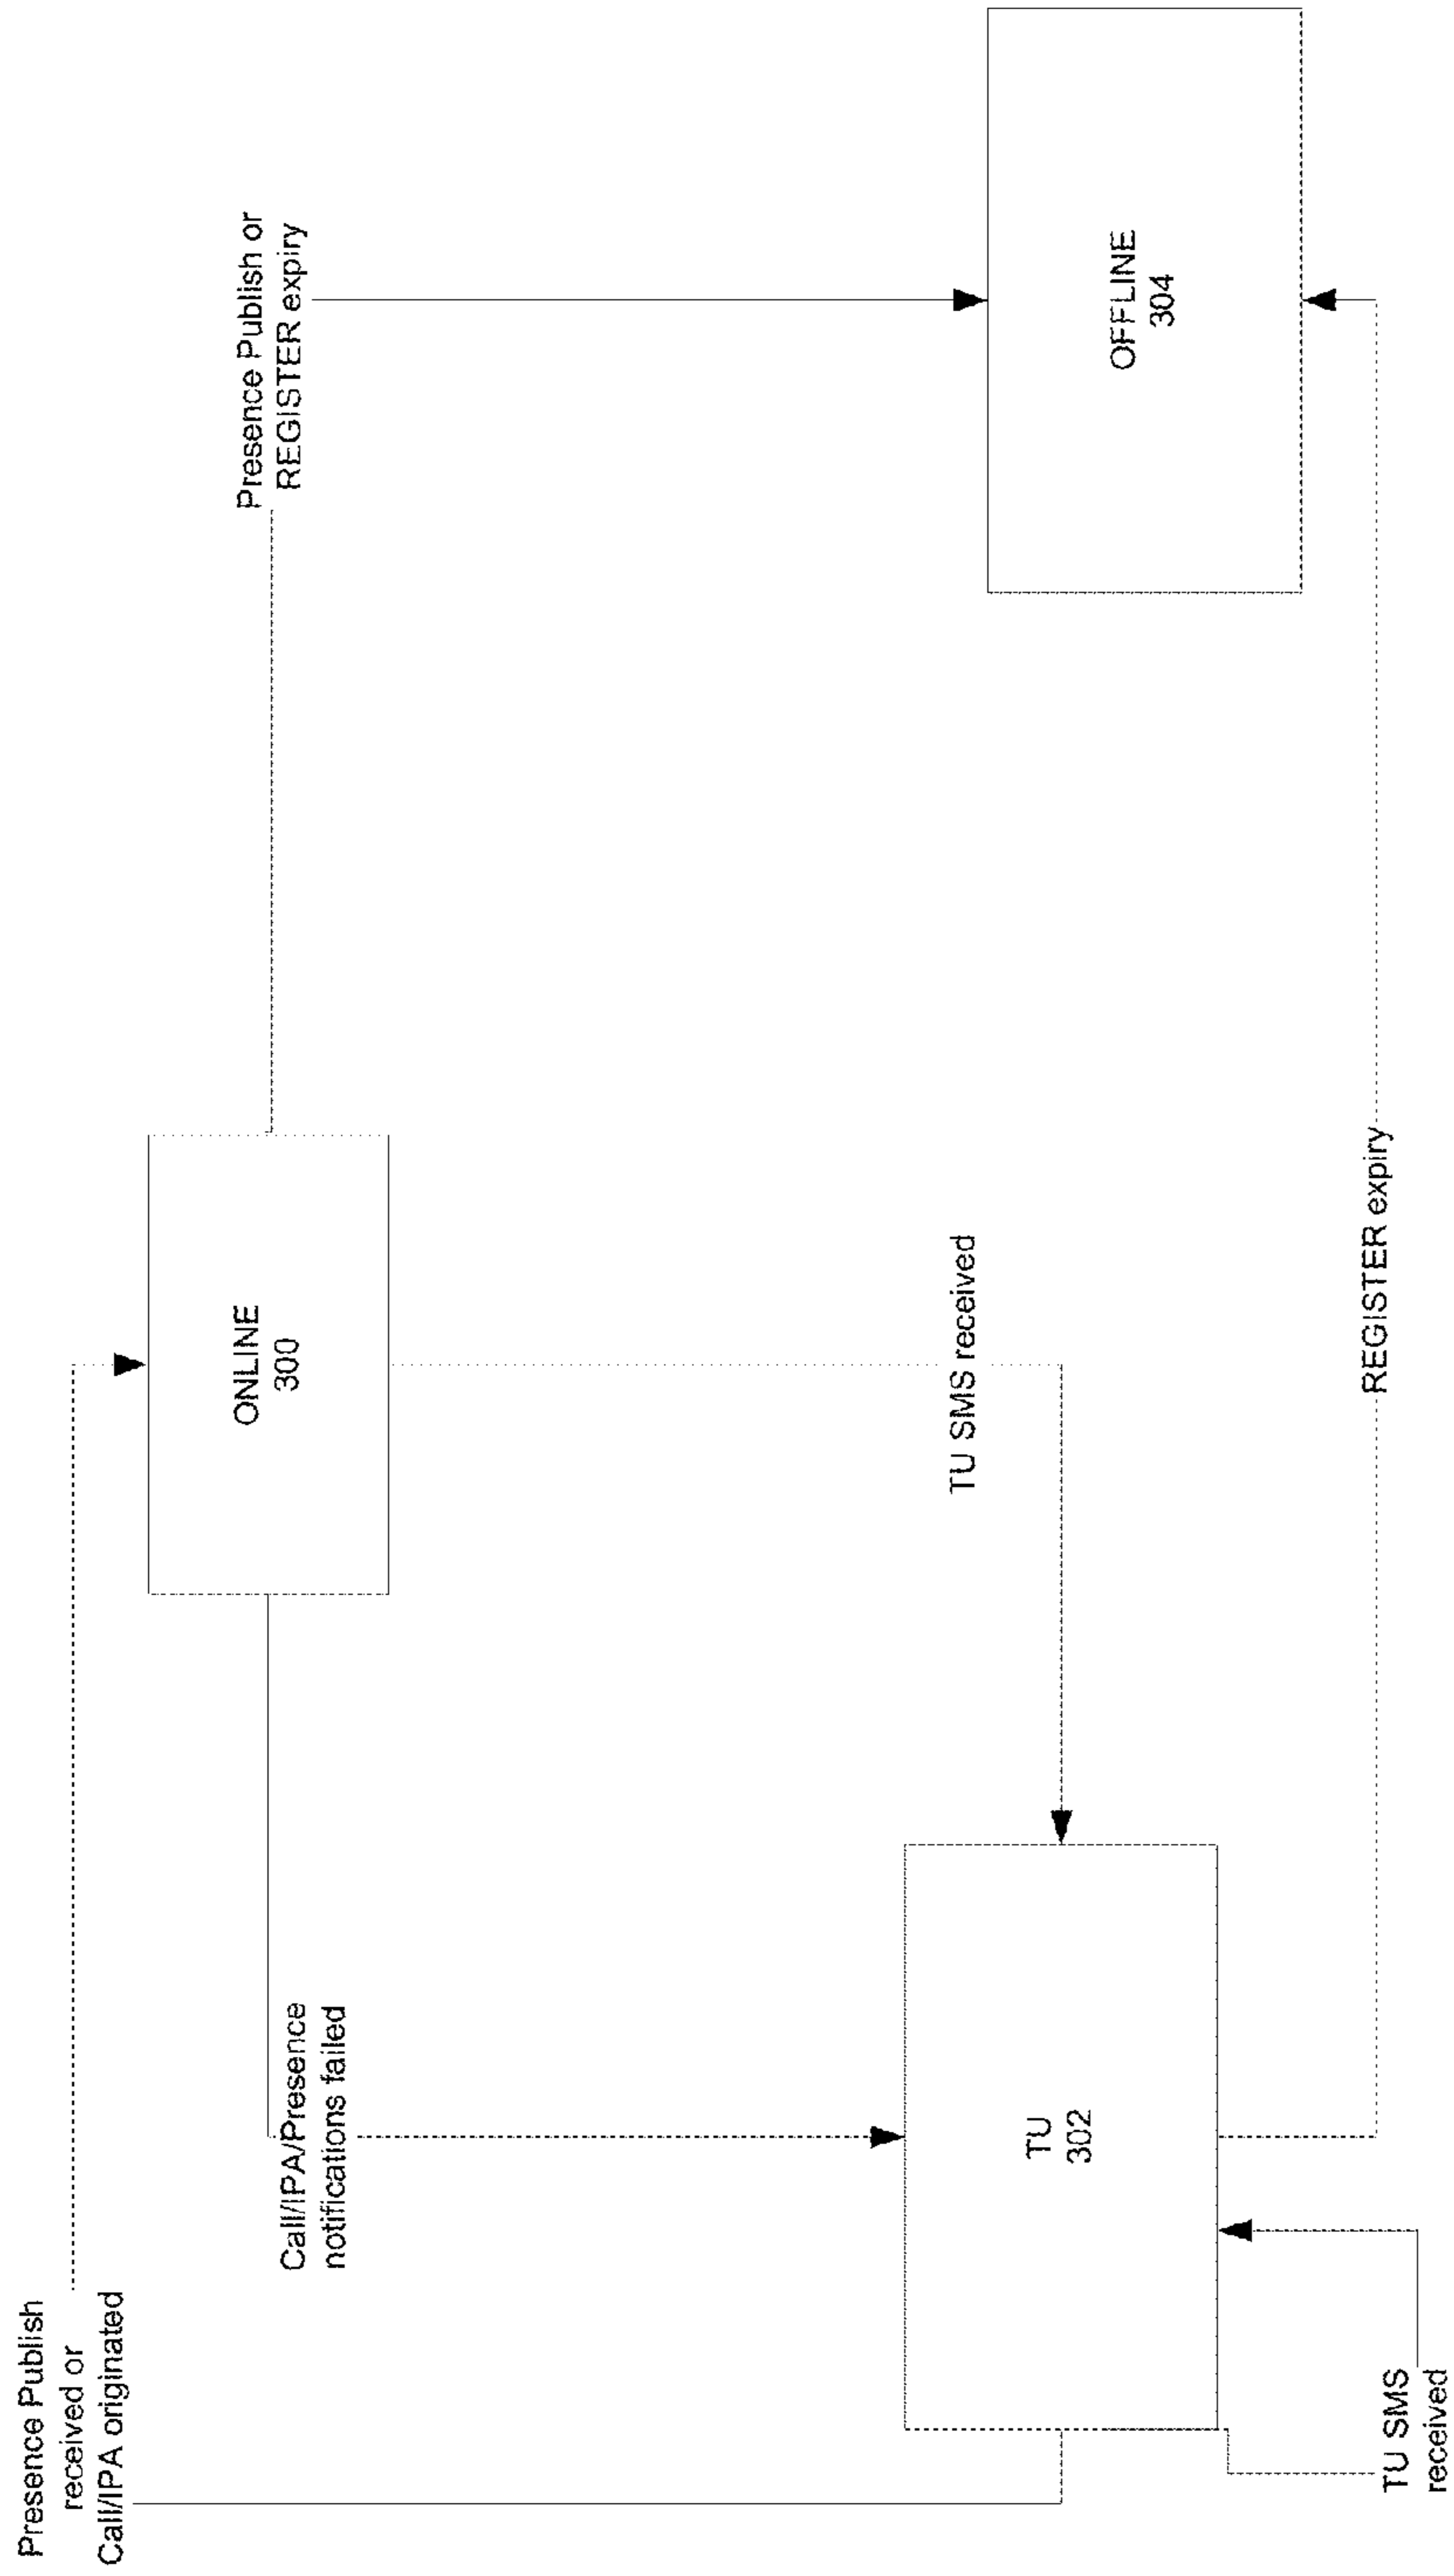 Presence Publish
received or
Call/IPA originated
ONLINE
300
Presence Publish or
REGISTER expiry
Call/IPA/Presence
notifications failed
TU SMS received
TU
302
OFFLINE
304
TU SMS
received
REGISTER expiry